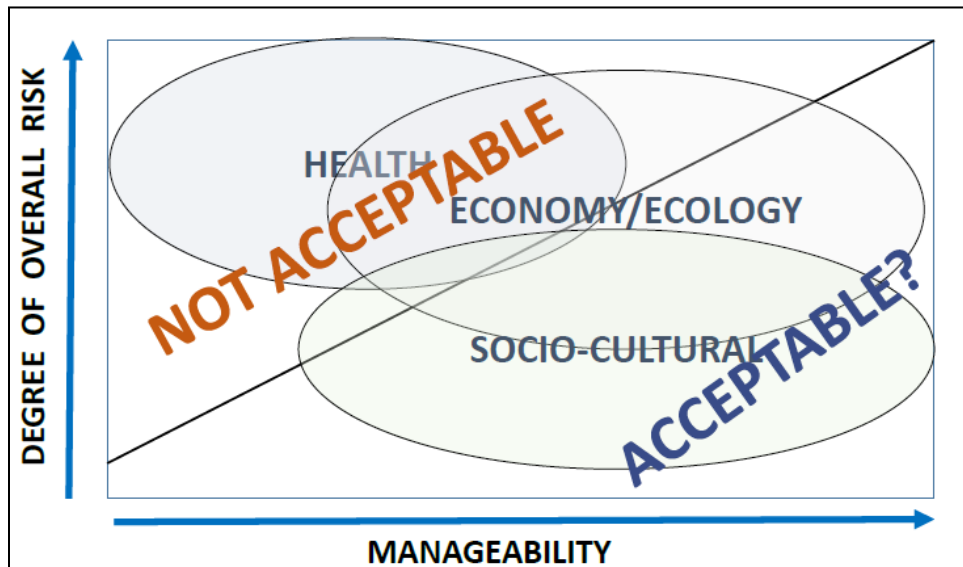 DEGREE OF OVERALL RISK
HEALTH
NOT ACCEPTABLE
ECONOMY/ECOLOGY
SOCIO-CULTURAL
ACCEPTABLE?
MANAGEABILITY